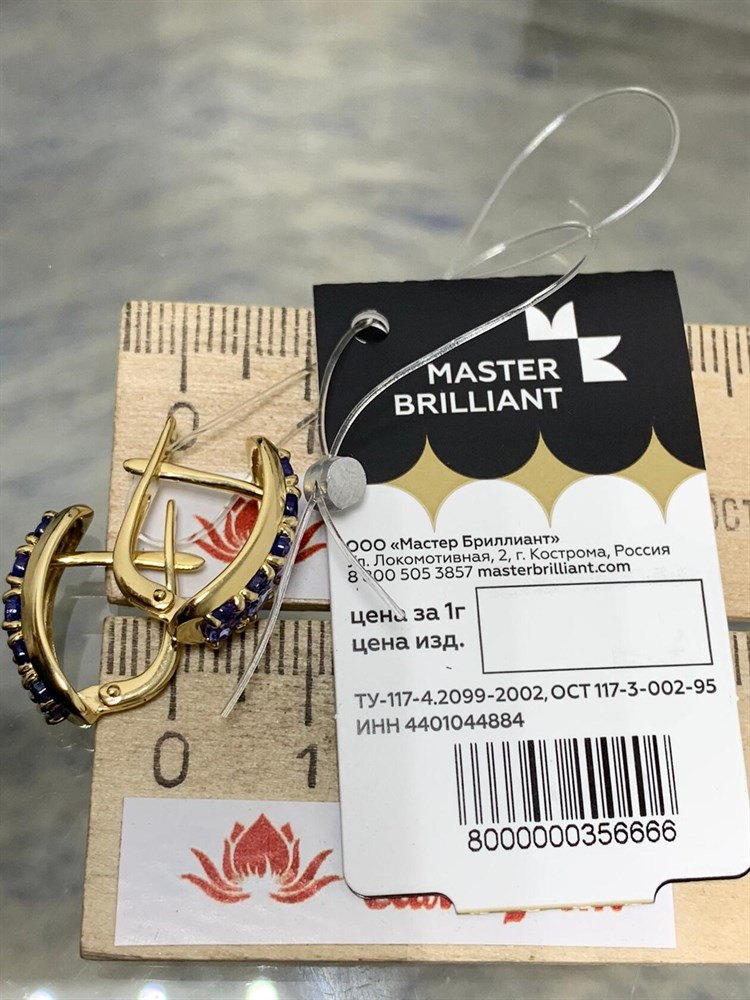 MASTER
BRILLIANT
ООО «Мастер Бриллиант»
Локомотивная, 2, г. Кострома, Россия
8 800 505 3857 masterbrilliant.com
цена за 1г
цена изд.
ТУ-117-4.2099-2002, ОСТ 117-3-002-95
ИНН 4401044884
8000000356666
0
0 1